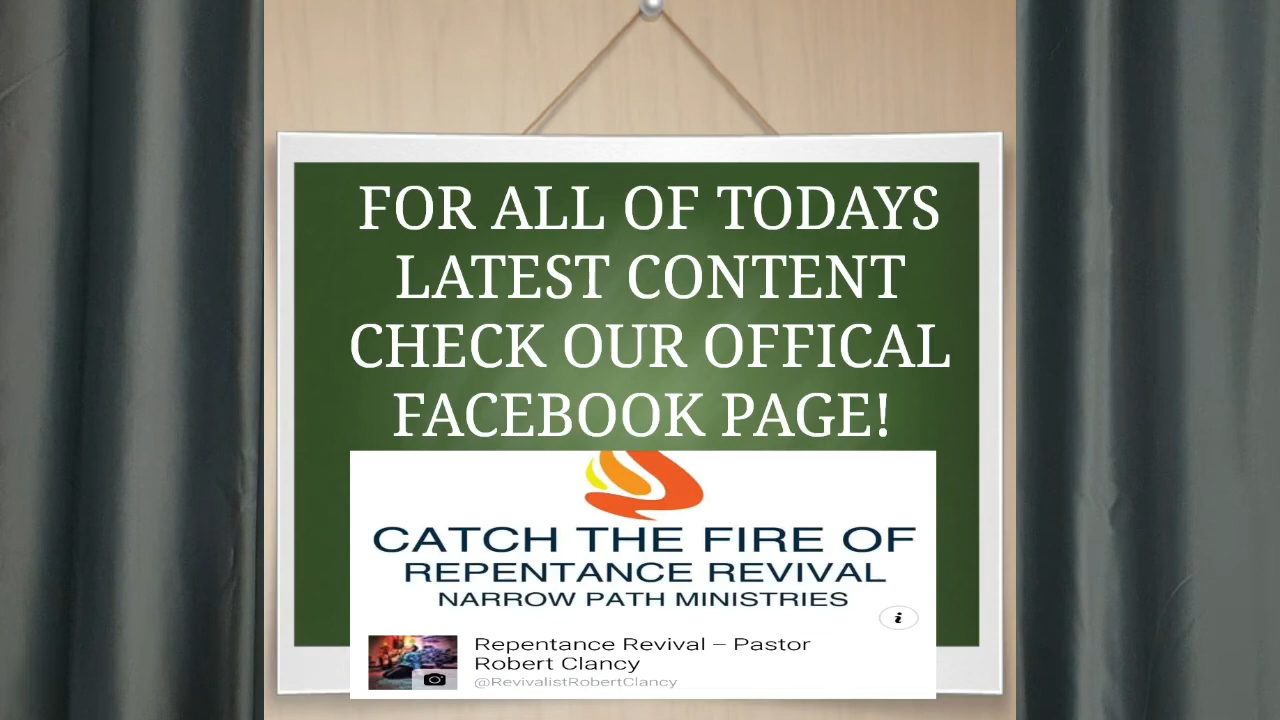 FOR ALL OF TODAYS
LATEST CONTENT
CHECK OUR OFFICAL
FACEBOOK PAGE!
CATCH THE FIRE OF
REPENTANCE REVIVAL
NARROW PATH MINISTRIES
i
Repentance Revival – Pastor
Robert Clancy
@RevivalistRobertClancy